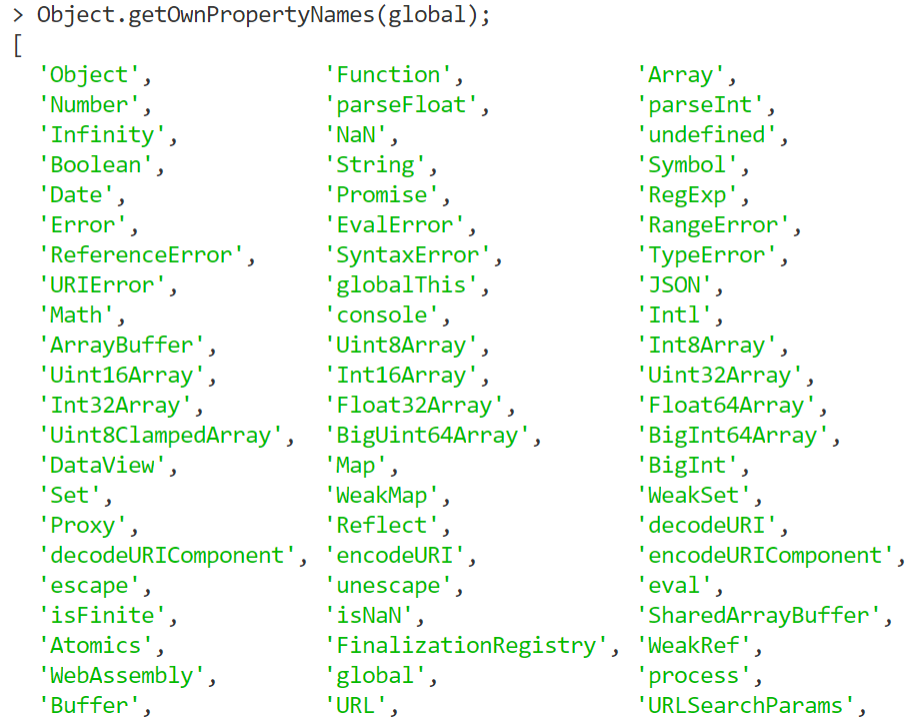 > Object.getOwnPropertyNames(global);
[
'Object', 'Function', 'Array',
'Number', 'parseFloat', 'parseInt',
'Infinity', 'NaN', 'undefined',
'Boolean', 'String', 'Symbol',
'Date', 'Promise', 'RegExp',
'Error', 'EvalError', 'RangeError',
'ReferenceError', 'SyntaxError', 'TypeError',
'URIError', 'globalThis', 'JSON',
'Math', 'console', 'Intl',
'ArrayBuffer', 'Uint8Array', 'Int8Array',
'Uint16Array', 'Int16Array', 'Uint32Array',
'Int32Array', 'Float32Array', 'Float64Array',
'Uint8ClampedArray', 'BigUint64Array', 'BigInt64Array',
'DataView', 'Map', 'BigInt',
'Set', 'WeakMap', 'WeakSet',
'Proxy', 'Reflect', 'decodeURI',
'decodeURIComponent', 'encodeURI', 'encodeURIComponent',
'escape', 'unescape', 'eval',
'isFinite', 'isNaN', 'SharedArrayBuffer',
'Atomics', 'FinalizationRegistry', 'WeakRef',
'WebAssembly', 'global', 'process',
'Buffer', 'URL', 'URLSearchParams',